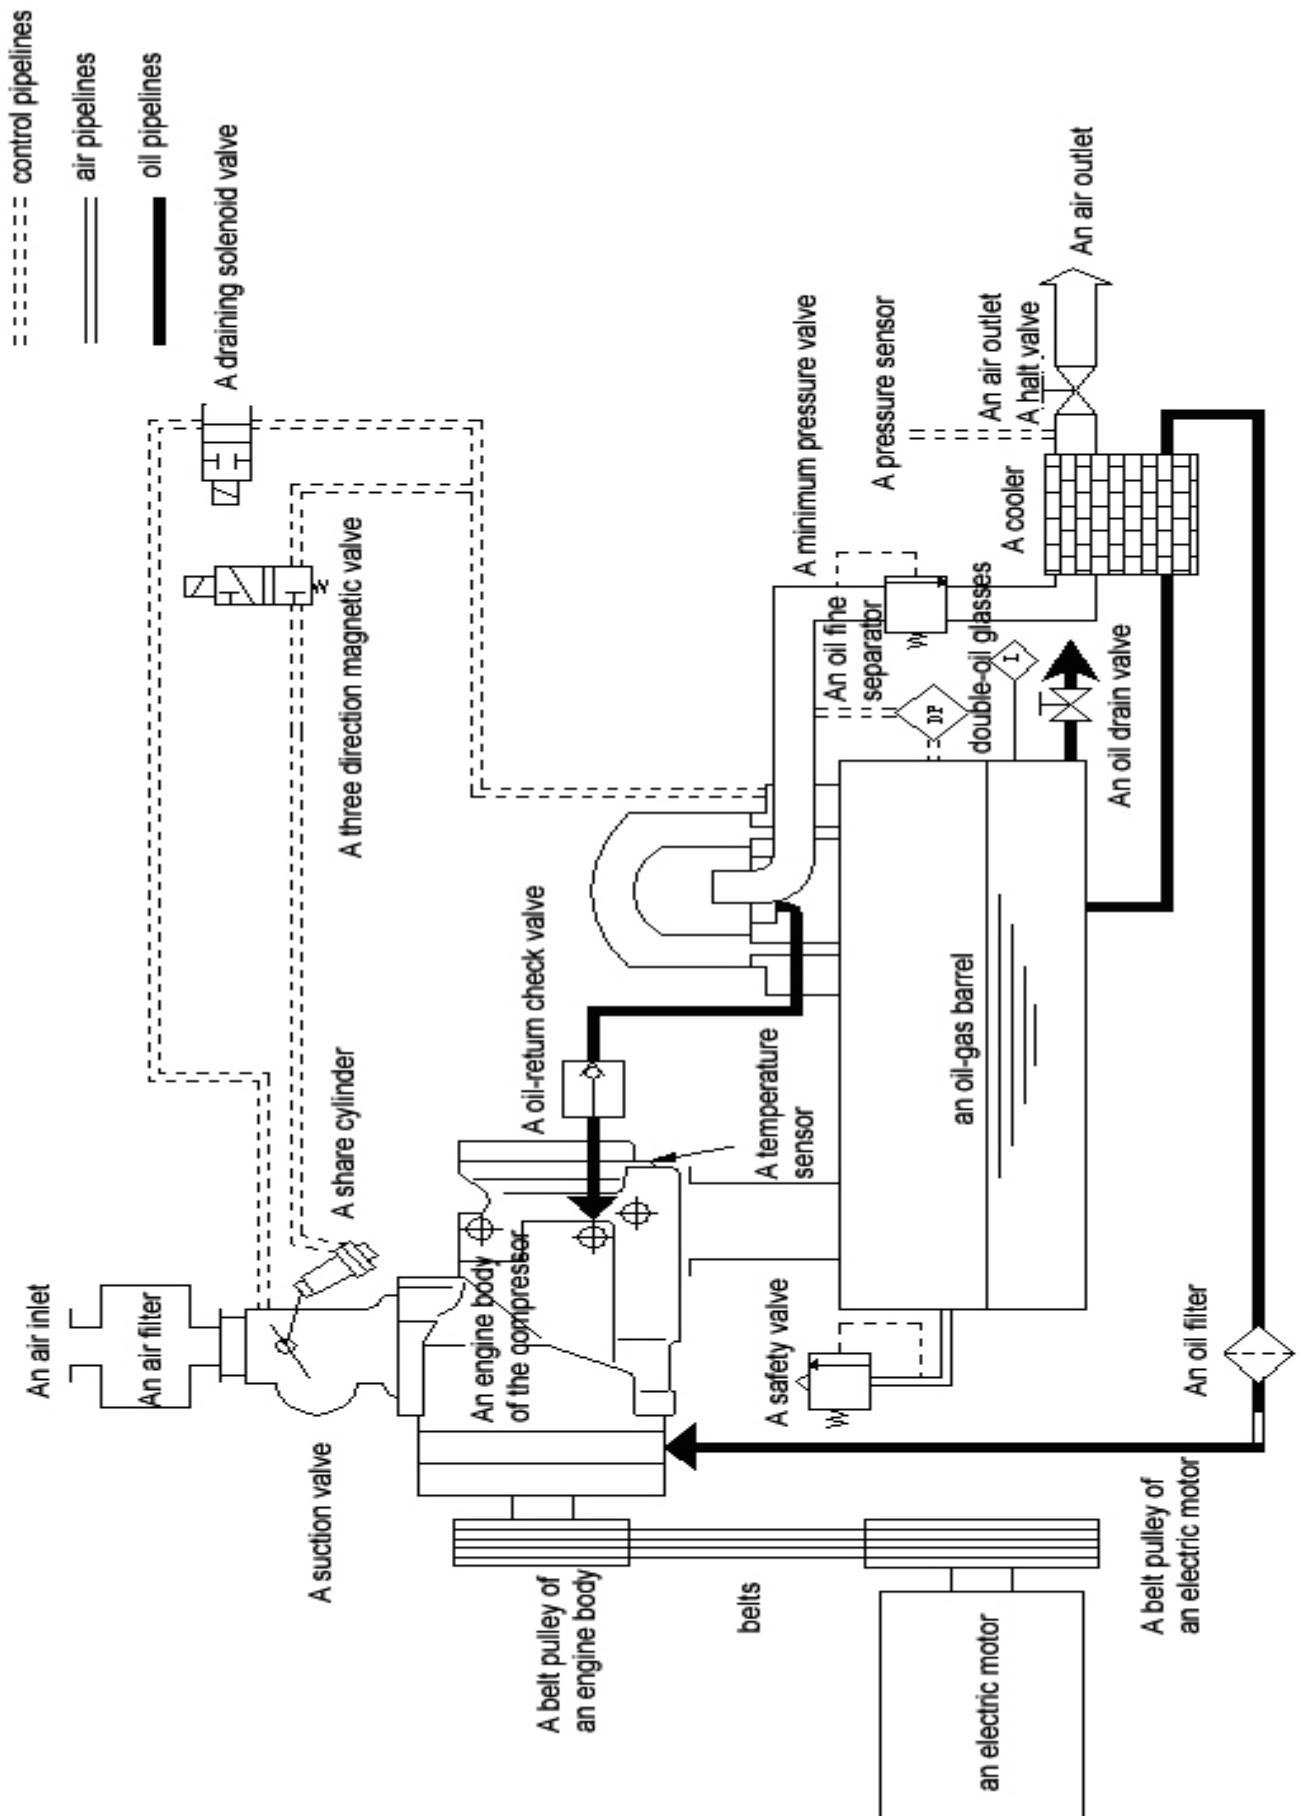 control pipelines
air pipelines
oil pipelines
An air inlet
An air filter
A draining solenoid valve
A suction valve
A share cylinder
A three direction magnetic valve
An engine body
of the compressor
A oil-return check valve
A belt pulley of
an engine body
belts
A temperature
sensor
A safety valve
A minimum pressure valve
An oil fine
separator
A pressure sensor
DP
double-oil glasses
I
an oil-gas barrel
an electric motor
A cooler
An air outlet
A halt valve
An air outlet
An oil drain valve
A belt pulley of
an electric motor
An oil filter